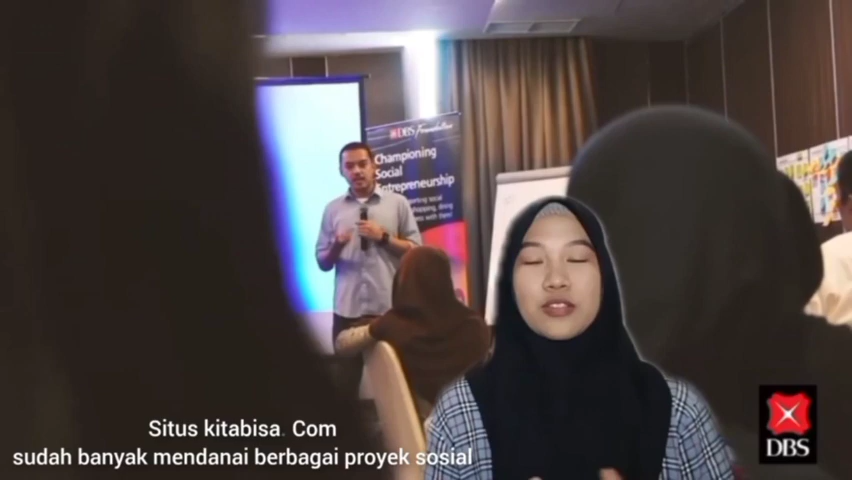 DBS Foundation
Championing
Social
Entrepreneurship
Situs kitabisa. Com
sudah banyak mendanai berbagai proyek sosial
DBS